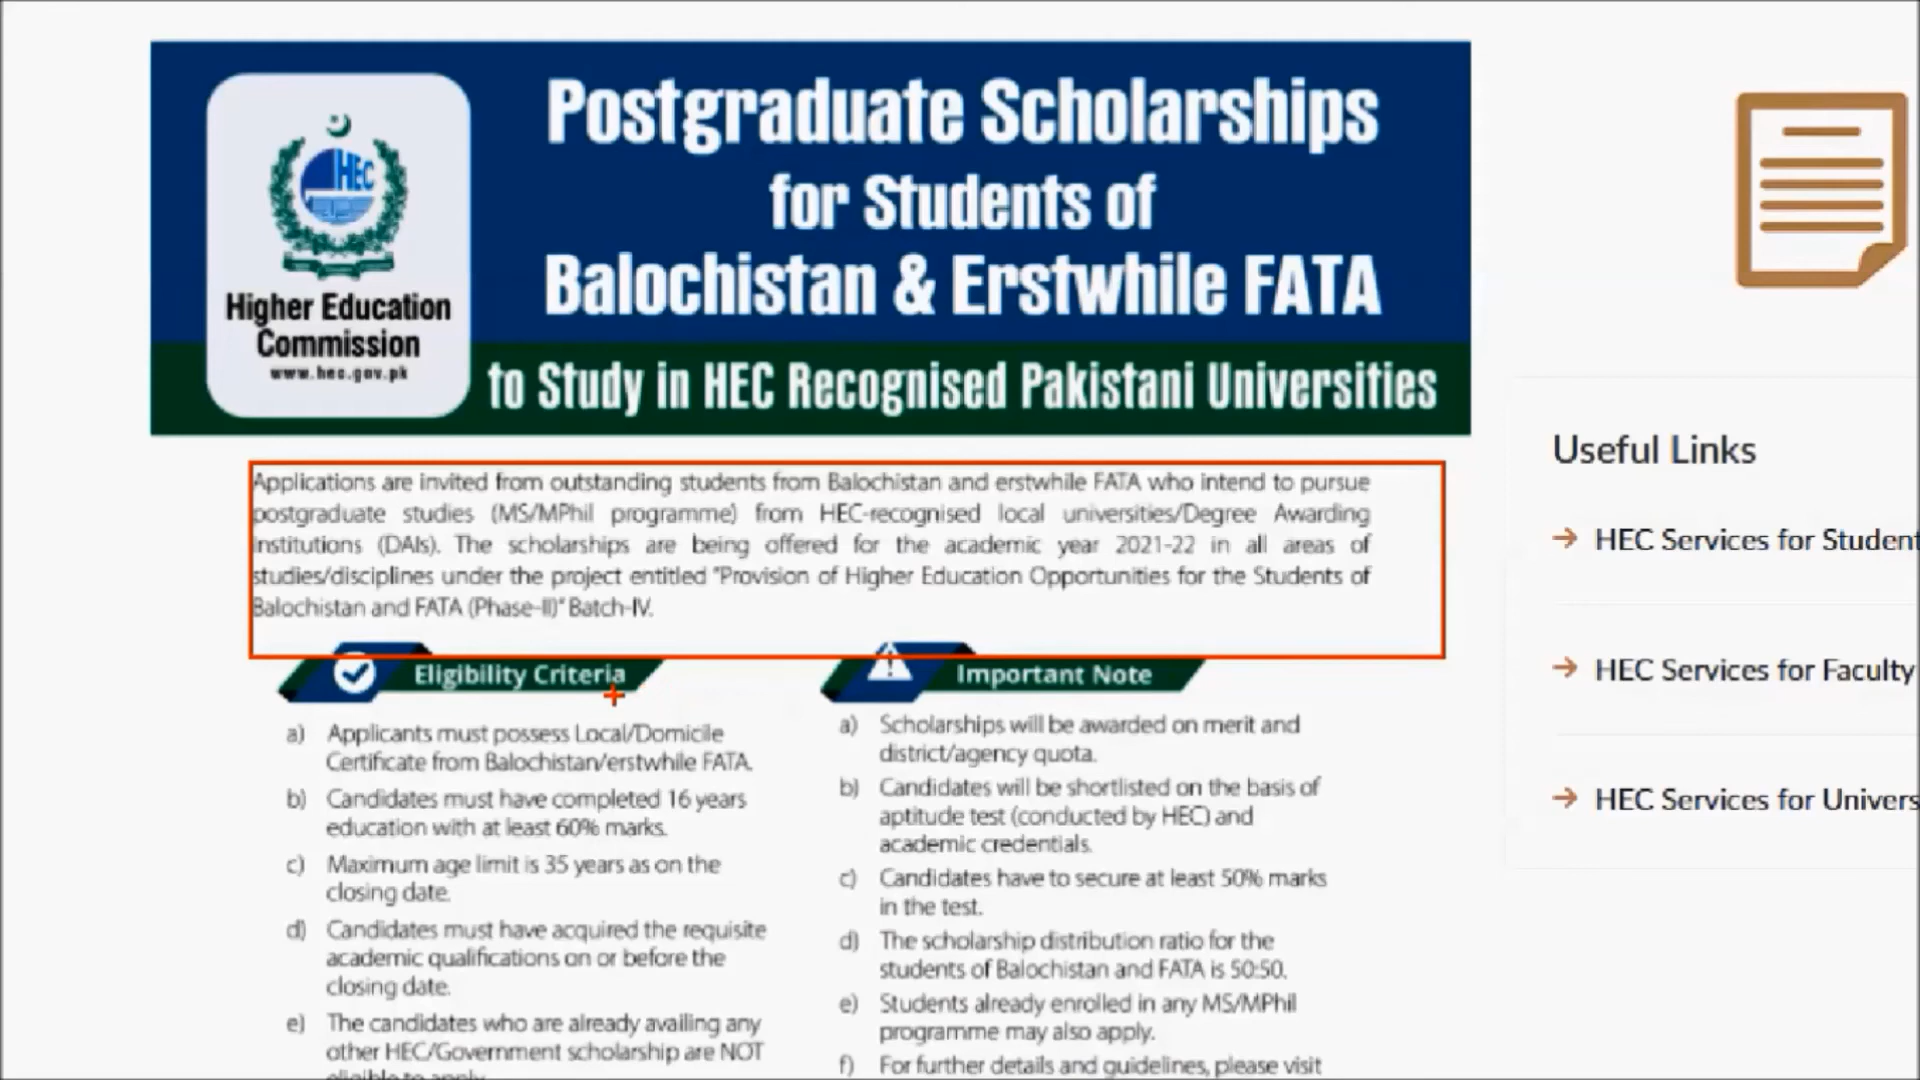 Postgraduate Scholarships
for Students of
Balochistan & Erstwhile FATA
to Study in HEC Recognised Pakistani Universities
HEC
Higher Education
Commission
www.hec.gov.pk
Applications are invited from outstanding students from Balochistan and erstwhile FATA who intend to pursue
postgraduate studies (MS/MPhil programme) from HEC-recognised local universities/Degree Awarding
Institutions (DAIs). The scholarships are being offered for the academic year 2021-22 in all areas of
studies/disciplines under the project entitled "Provision of Higher Education Opportunities for the Students of
Balochistan and FATA (Phase-II)" Batch-IV.
Eligibility Criteria
a) Applicants must possess Local/Domicile
Certificate from Balochistan/erstwhile FATA.
b) Candidates must have completed 16 years
education with at least 60% marks.
c) Maximum age limit is 35 years as on the
closing date.
d) Candidates must have acquired the requisite
academic qualifications on or before the
closing date.
e) The candidates who are already availing any
other HEC/Government scholarship are NOT
eligible to apply.
Important Note
a) Scholarships will be awarded on merit and
district/agency quota.
b) Candidates will be shortlisted on the basis of
aptitude test (conducted by HEC) and
academic credentials.
c) Candidates have to secure at least 50% marks
in the test.
d) The scholarship distribution ratio for the
students of Balochistan and FATA is 50:50.
e) Students already enrolled in any MS/MPhil
programme may also apply.
f) For further details and guidelines, please visit
Useful Links
HEC Services for Student
HEC Services for Faculty
HEC Services for Univers